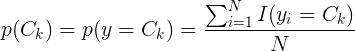 p(C_k) = p(y = C_k) = \frac{\sum_{i=1}^{N} I(y_i = C_k)}{N}